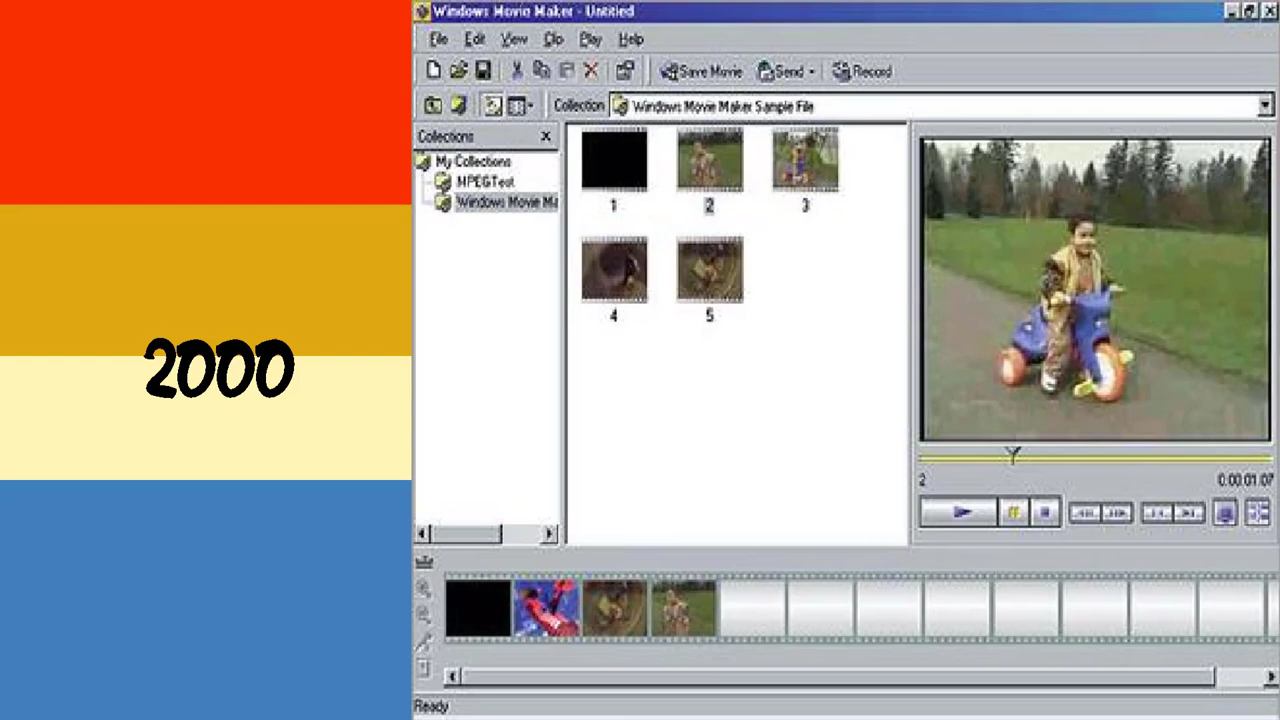 2000
Windows Movie Maker - Untitled
File Edit View Clip Play Help
Save Movie Send Record
Collection Windows Movie Maker Sample File
Collections
My Collections
MPEGTest
Windows Movie Ma
1 2 3
4 5
2 0:00:01.07
Ready